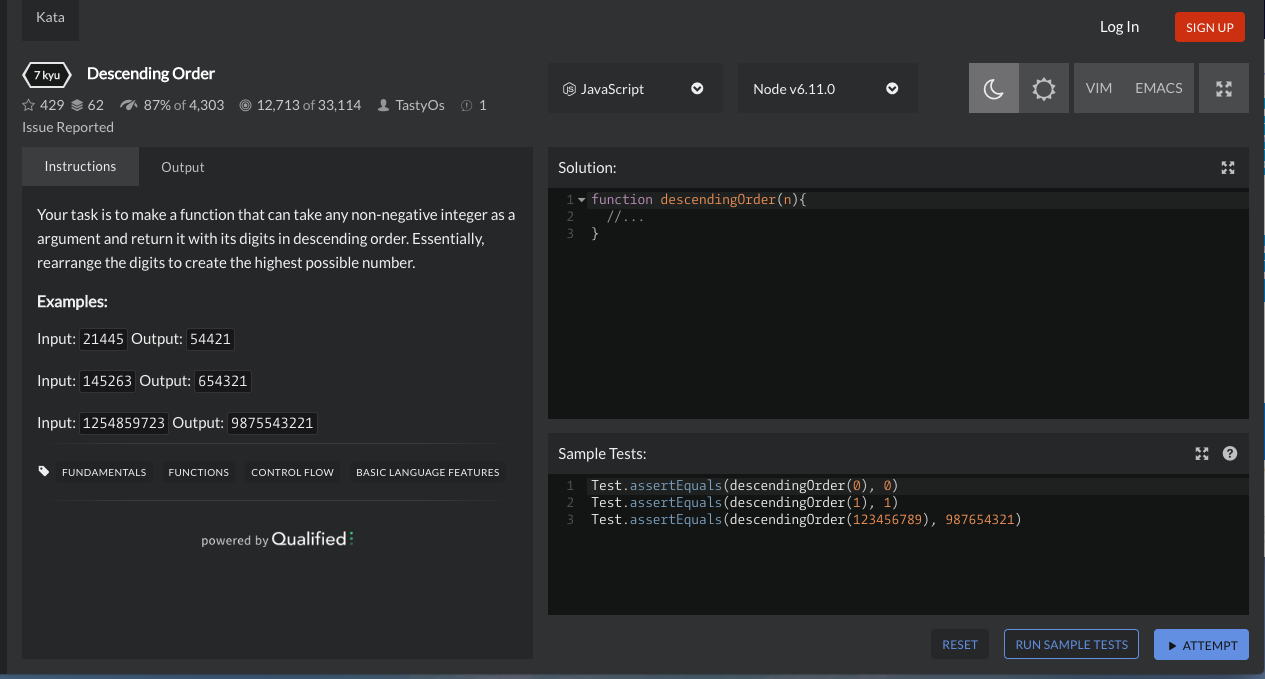 Kata
Log In
SIGN UP
7 kyu
Descending Order
429 62 87% of 4,303 12,713 of 33,114 TastyOs 1
Issue Reported
JavaScript
Node v6.11.0
VIM
EMACS
Instructions
Output
Your task is to make a function that can take any non-negative integer as a
argument and return it with its digits in descending order. Essentially,
rearrange the digits to create the highest possible number.
Examples:
Input: 21445 Output: 54421
Input: 145263 Output: 654321
Input: 1254859723 Output: 9875543221
FUNDAMENTALS FUNCTIONS CONTROL FLOW BASIC LANGUAGE FEATURES
powered by Qualified
Solution:
1 function descendingOrder(n){
2 //...
3 }
Sample Tests:
1 Test.assertEquals(descendingOrder(0), 0)
2 Test.assertEquals(descendingOrder(1), 1)
3 Test.assertEquals(descendingOrder(123456789), 987654321)
RESET
RUN SAMPLE TESTS
ATTEMPT